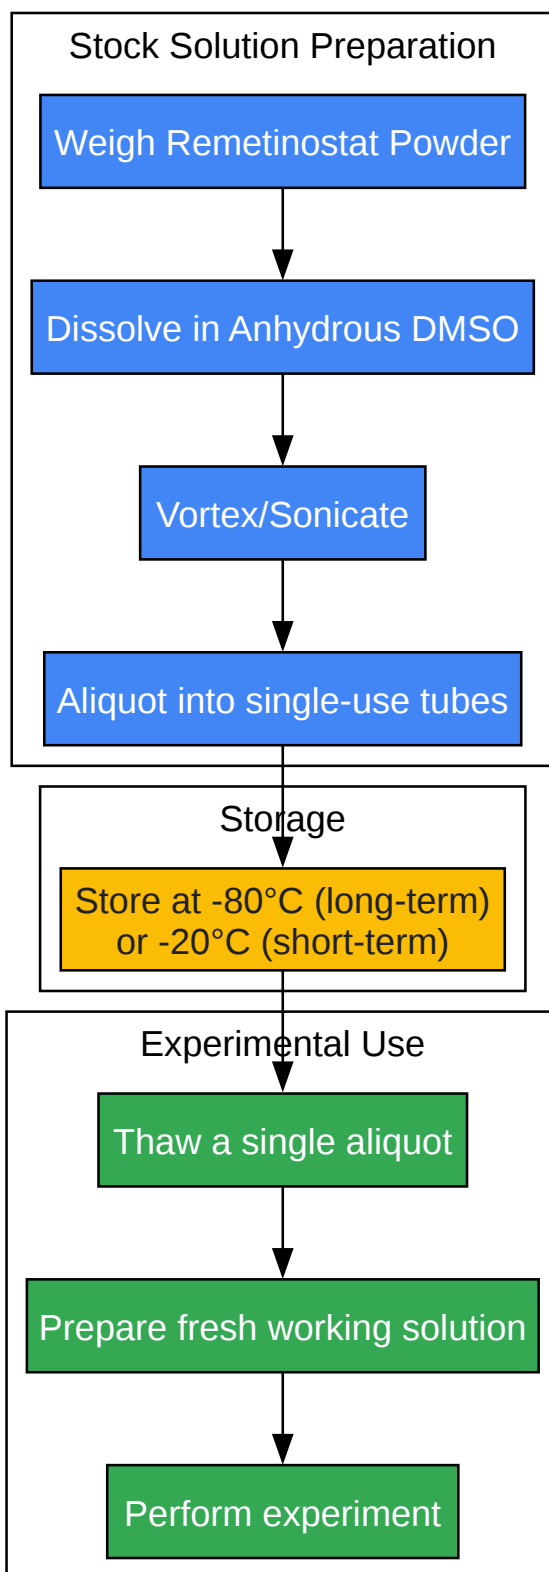 Stock Solution Preparation
Weigh Remetinostat Powder
Dissolve in Anhydrous DMSO
Vortex/Sonicate
Aliquot into single-use tubes
Storage
Store at -80°C (long-term)
or -20°C (short-term)
Experimental Use
Thaw a single aliquot
Prepare fresh working solution
Perform experiment